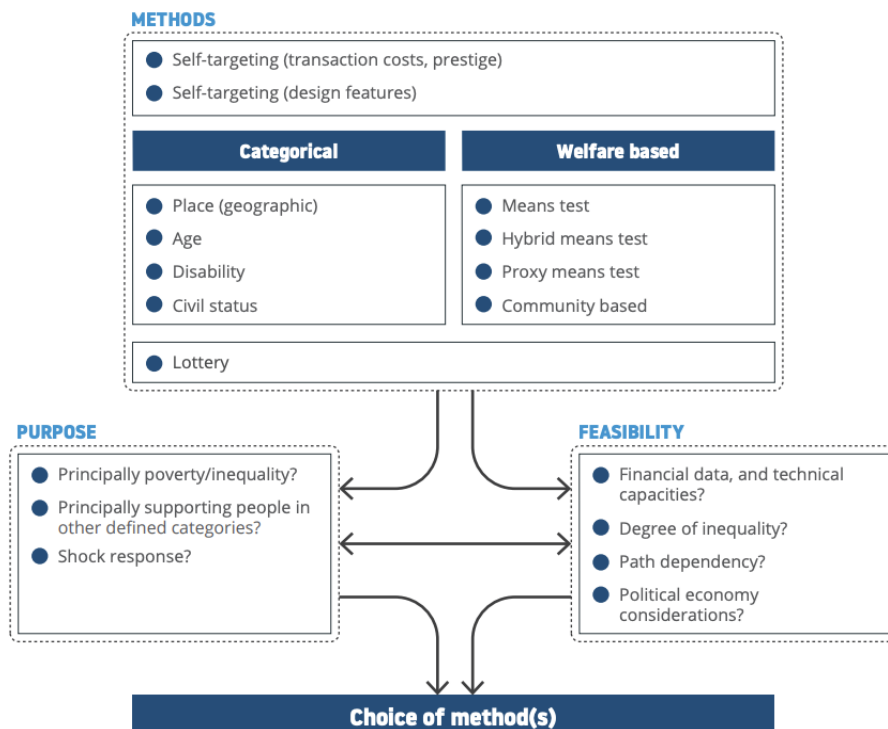 METHODS
Self-targeting (transaction costs, prestige)
Self-targeting (design features)
Categorical
Place (geographic)
Age
Disability
Civil status
Welfare based
Means test
Hybrid means test
Proxy means test
Community based
Lottery
PURPOSE
Principally poverty/inequality?
Principally supporting people in
other defined categories?
Shock response?
FEASIBILITY
Financial data, and technical
capacities?
Degree of inequality?
Path dependency?
Political economy
considerations?
Choice of method(s)